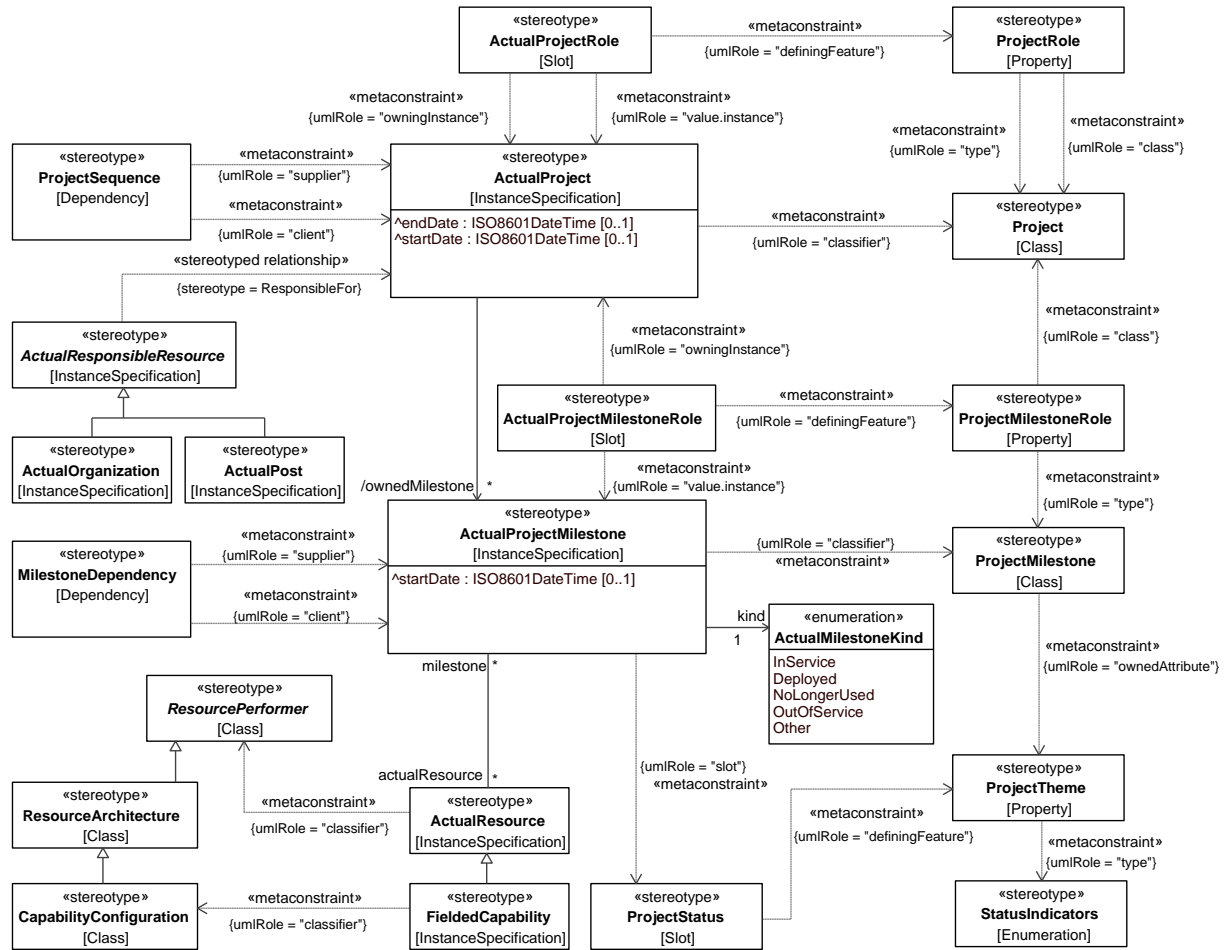 «stereotype»
ActualProjectRole
[Slot]
«metaconstraint»
{umlRole = "definingFeature"}
«stereotype»
ProjectRole
[Property]
«metaconstraint»
{umlRole = "owningInstance"}
«metaconstraint»
{umlRole = "value.instance"}
«metaconstraint»
{umlRole = "type"}
«metaconstraint»
{umlRole = "class"}
«stereotype»
ProjectSequence
[Dependency]
«metaconstraint»
{umlRole = "supplier"}
«metaconstraint»
{umlRole = "client"}
«stereotype»
ActualProject
[InstanceSpecification]
^endDate : ISO8601DateTime [0..1]
^startDate : ISO8601DateTime [0..1]
«metaconstraint»
{umlRole = "classifier"}
«stereotype»
Project
[Class]
«stereotyped relationship»
{stereotype = ResponsibleFor}
«stereotype»
ActualResponsibleResource
[InstanceSpecification]
«metaconstraint»
{umlRole = "owningInstance"}
«metaconstraint»
{umlRole = "class"}
«stereotype»
ActualProjectMilestoneRole
[Slot]
«metaconstraint»
{umlRole = "definingFeature"}
«stereotype»
ProjectMilestoneRole
[Property]
«stereotype»
ActualOrganization
[InstanceSpecification]
«stereotype»
ActualPost
[InstanceSpecification]
/ownedMilestone
*
«metaconstraint»
{umlRole = "value.instance"}
«metaconstraint»
{umlRole = "type"}
«stereotype»
MilestoneDependency
[Dependency]
«metaconstraint»
{umlRole = "supplier"}
«metaconstraint»
{umlRole = "client"}
«stereotype»
ActualProjectMilestone
[InstanceSpecification]
^startDate : ISO8601DateTime [0..1]
{umlRole = "classifier"}
«metaconstraint»
«stereotype»
ProjectMilestone
[Class]
kind
1
«enumeration»
ActualMilestoneKind
InService
Deployed
NoLongerUsed
OutOfService
Other
«metaconstraint»
{umlRole = "ownedAttribute"}
milestone
*
«stereotype»
ResourcePerformer
[Class]
{umlRole = "slot"}
«metaconstraint»
actualResource
*
«stereotype»
ResourceArchitecture
[Class]
«metaconstraint»
{umlRole = "classifier"}
«stereotype»
ActualResource
[InstanceSpecification]
«metaconstraint»
{umlRole = "definingFeature"}
«stereotype»
ProjectTheme
[Property]
«metaconstraint»
{umlRole = "type"}
«stereotype»
CapabilityConfiguration
[Class]
«metaconstraint»
{umlRole = "classifier"}
«stereotype»
FieldedCapability
[InstanceSpecification]
«stereotype»
ProjectStatus
[Slot]
«stereotype»
StatusIndicators
[Enumeration]